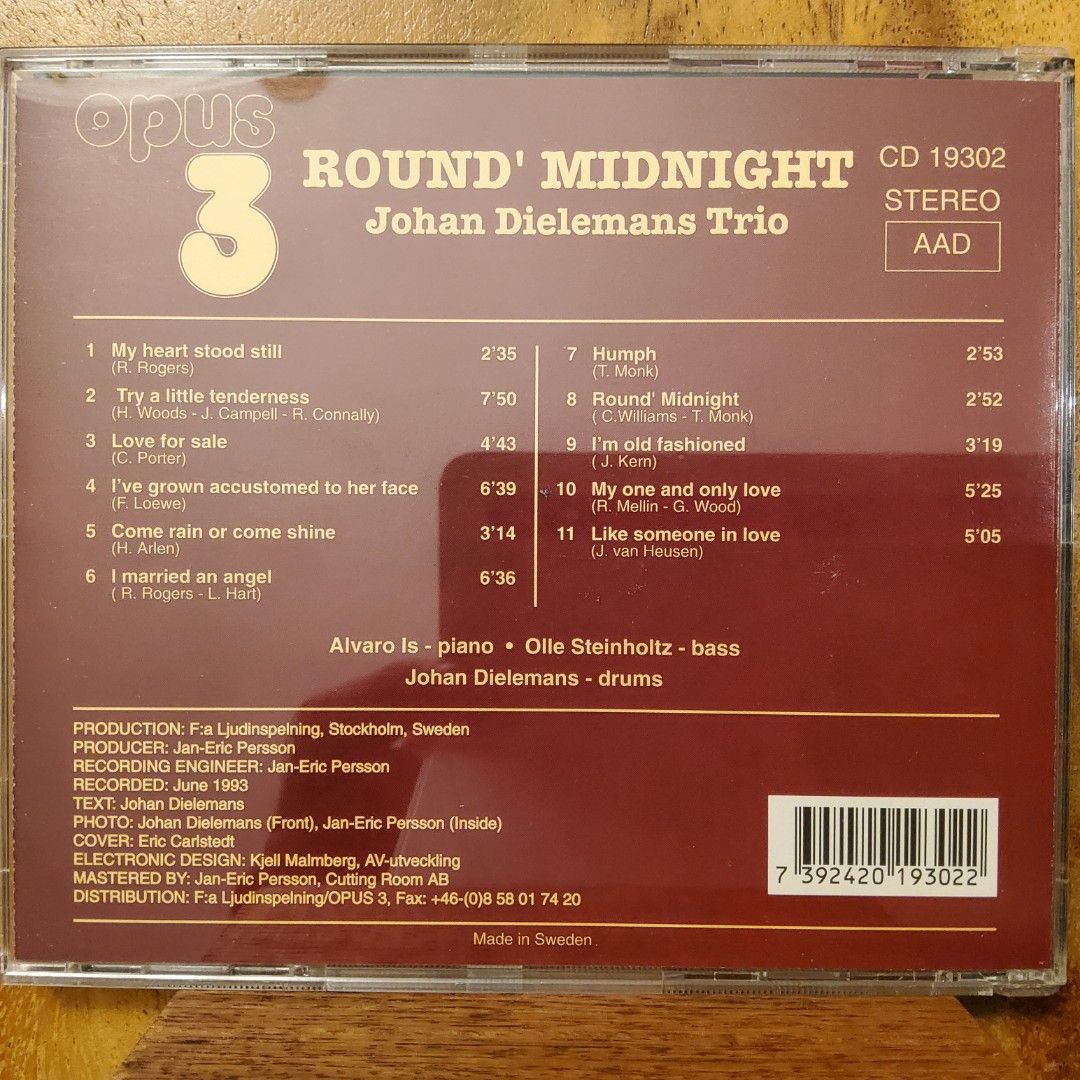 opus
3
ROUND' MIDNIGHT
Johan Dielemans Trio
CD 19302
STEREO
AAD
1 My heart stood still 2'35
(R. Rogers)
2 Try a little tenderness 7'50
(H. Woods - J. Campell - R. Connally)
3 Love for sale 4'43
(C. Porter)
4 I've grown accustomed to her face 6'39
(F. Loewe)
5 Come rain or come shine 3'14
(H. Arlen)
6 I married an angel 6'36
( R. Rogers - L. Hart)
7 Humph 2'53
(T. Monk)
8 Round' Midnight 2'52
( C.Williams - T. Monk)
9 I'm old fashioned 3'19
( J. Kern)
10 My one and only love 5'25
(R. Mellin - G. Wood)
11 Like someone in love 5'05
(J. van Heusen)
Alvaro Is - piano • Olle Steinholtz - bass
Johan Dielemans - drums
PRODUCTION: F:a Ljudinspelning, Stockholm, Sweden
PRODUCER: Jan-Eric Persson
RECORDING ENGINEER: Jan-Eric Persson
RECORDED: June 1993
TEXT: Johan Dielemans
PHOTO: Johan Dielemans (Front), Jan-Eric Persson (Inside)
COVER: Eric Carlstedt
ELECTRONIC DESIGN: Kjell Malmberg, AV-utveckling
MASTERED BY: Jan-Eric Persson, Cutting Room AB
DISTRIBUTION: F:a Ljudinspelning/OPUS 3, Fax: +46-(0)8 58 01 74 20
7 392420 193022
Made in Sweden.